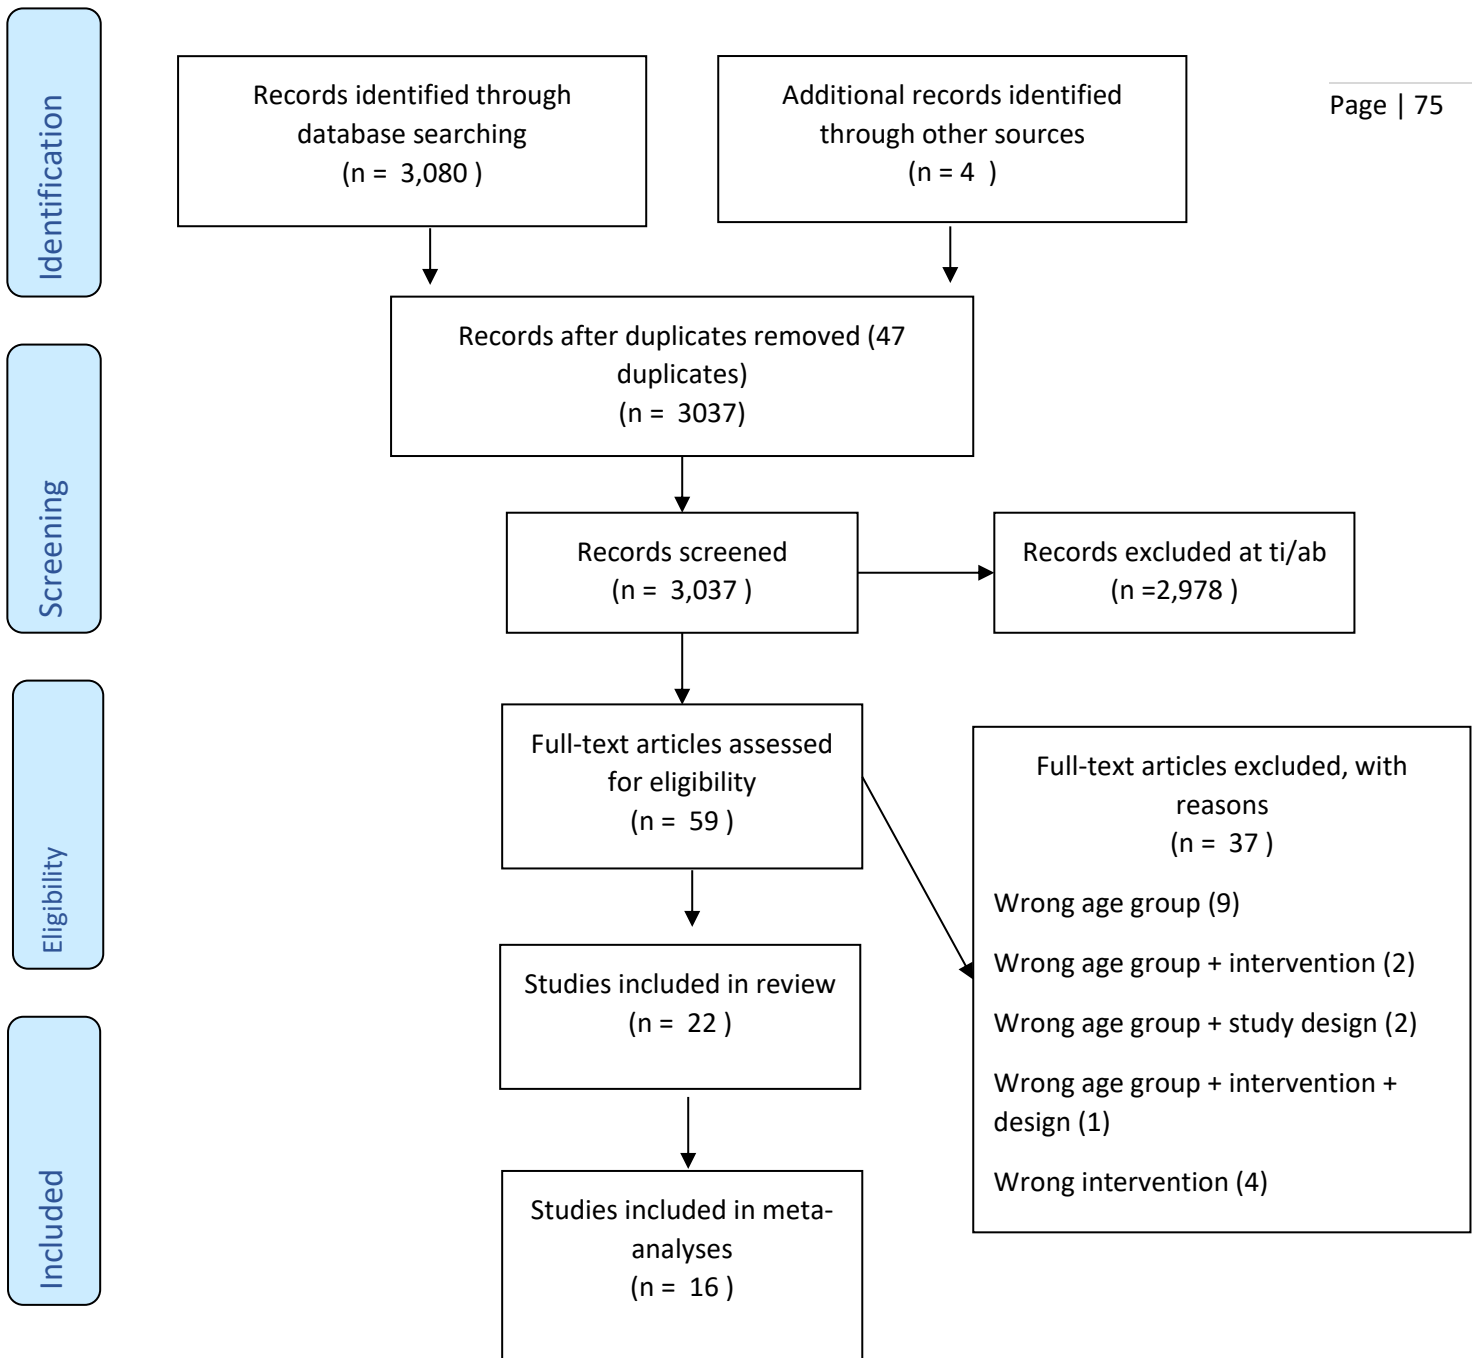 Page | 75
Identification
Records identified through
database searching
(n =  3,080 )
Additional records identified
through other sources
(n = 4  )
Records after duplicates removed (47
duplicates)
(n =  3037)
Screening
Records screened
(n =  3,037 )
Records excluded at ti/ab
(n =2,978 )
Eligibility
Full-text articles assessed
for eligibility
(n =  59 )
Full-text articles excluded, with
reasons
(n =  37 )
Wrong age group (9)
Wrong age group + intervention (2)
Wrong age group + study design (2)
Wrong age group + intervention +
design (1)
Wrong intervention (4)
Studies included in review
(n =  22 )
Included
Studies included in meta-
analyses
(n =  16 )